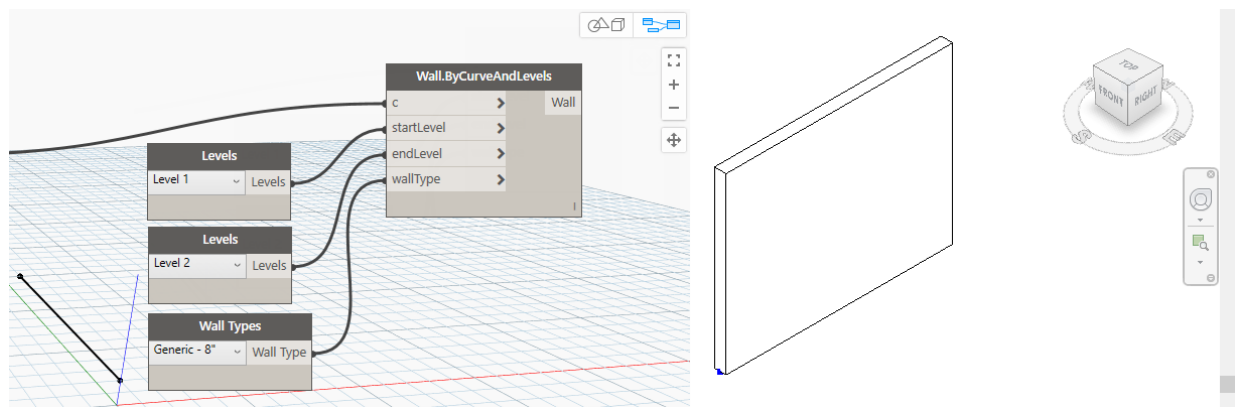 Wall.ByCurveAndLevels
c > Wall
startLevel >
endLevel >
wallType >
Levels
Level 1 Levels
Levels
Level 2 Levels
Wall Types
Generic - 8" Wall Type
TOP
FRONT
RIGHT
S
E